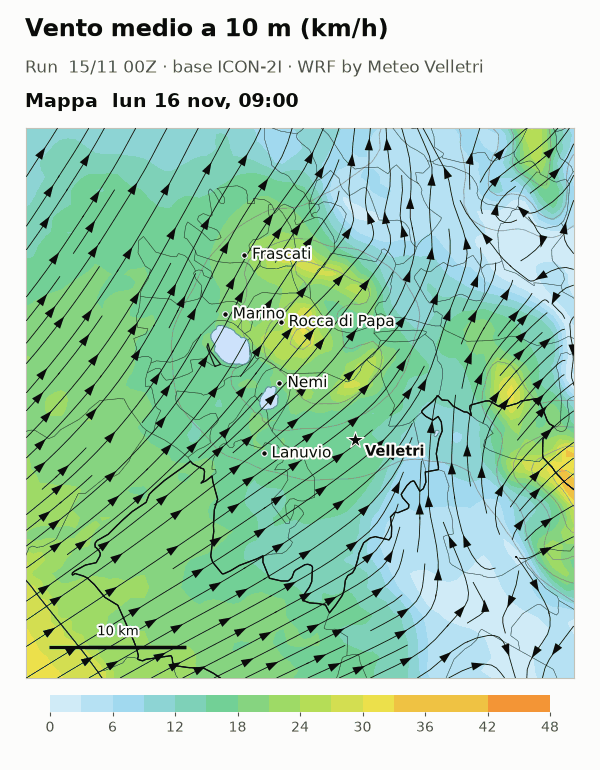 Vento medio a 10 m (km/h)
Run 15/11 00Z · base ICON-2I · WRF by Meteo Velletri
Mappa lun 16 nov, 09:00
Frascati
Marino
Rocca di Papa
Nemi
Velletri
Lanuvio
10 km
0 6 12 18 24 30 36 42 48